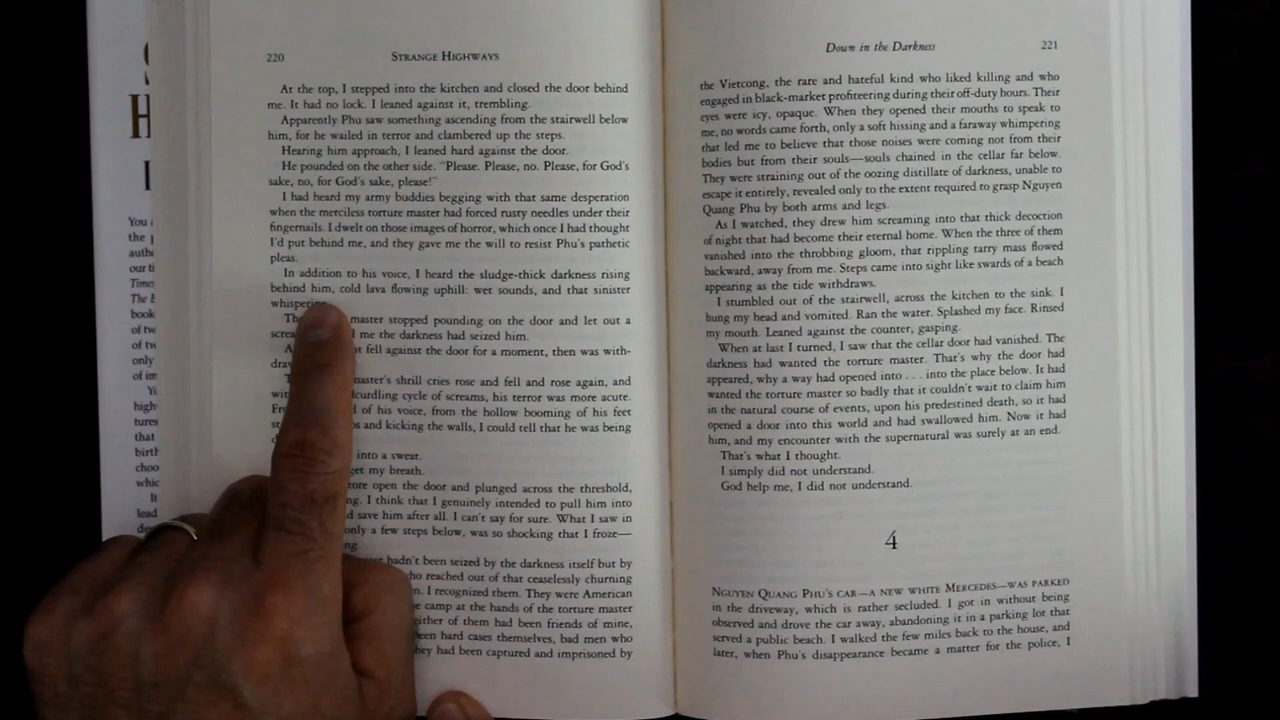 220 STRANGE HIGHWAYS
At the top, I stepped into the kitchen and closed the door behind
me. It had no lock. I leaned against it, trembling.
Apparently Phu saw something ascending from the stairwell below
him, for he wailed in terror and clambered up the steps.
Hearing him approach, I leaned hard against the door.
He pounded on the other side. "Please. Please, no. Please, for God's
sake, no, for God's sake, please!"
I had heard my army buddies begging with that same desperation
when the merciless torture master had forced rusty needles under their
fingernails. I dwelt on those images of horror, which once I had thought
I'd put behind me, and they gave me the will to resist Phu's pathetic
pleas.
In addition to his voice, I heard the sludge-thick darkness rising
behind him, cold lava flowing uphill: wet sounds, and that sinister
whispering
master stopped pounding on the door and let out a
me the darkness had seized him.
fell against the door for a moment, then was with-
master's shrill cries rose and fell and rose again, and
cycle of screams, his terror was more acute.
of his voice, from the hollow booming of his feet
and kicking the walls, I could tell that he was being
into a sweat.
get my breath.
open the door and plunged across the threshold,
I think that I genuinely intended to pull him into
save him after all. I can't say for sure. What I saw in
only a few steps below, was so shocking that I froze—
hadn't been seized by the darkness itself but by
reached out of that ceaselessly churning
I recognized them. They were American
camp at the hands of the torture master
of them had been friends of mine,
hard cases themselves, bad men who
they had been captured and imprisoned by
Down in the Darkness 221
the Vietcong, the rare and hateful kind who liked killing and who
engaged in black-market profiteering during their off-duty hours. Their
eyes were icy, opaque. When they opened their mouths to speak to
me, no words came forth, only a soft hissing and a faraway whimpering
that led me to believe that those noises were coming not from their
bodies but from their souls—souls chained in the cellar far below.
They were straining out of the oozing distillate of darkness, unable to
escape it entirely, revealed only to the extent required to grasp Nguyen
Quang Phu by both arms and legs.
As I watched, they drew him screaming into that thick decoction
of night that had become their eternal home. When the three of them
vanished into the throbbing gloom, that rippling tarry mass flowed
backward, away from me. Steps came into sight like swards of a beach
appearing as the tide withdraws.
I stumbled out of the stairwell, across the kitchen to the sink. I
hung my head and vomited. Ran the water. Splashed my face. Rinsed
my mouth. Leaned against the counter, gasping.
When at last I turned, I saw that the cellar door had vanished. The
darkness had wanted the torture master. That's why the door had
appeared, why a way had opened into . . . into the place below. It had
wanted the torture master so badly that it couldn't wait to claim him
in the natural course of events, upon his predestined death, so it had
opened a door into this world and had swallowed him. Now it had
him, and my encounter with the supernatural was surely at an end.
That's what I thought.
I simply did not understand.
God help me, I did not understand.
4
NGUYEN QUANG PHU'S CAR—A NEW WHITE MERCEDES—WAS PARKED
in the driveway, which is rather secluded. I got in without being
observed and drove the car away, abandoning it in a parking lot that
served a public beach. I walked the few miles back to the house, and
later, when Phu's disappearance became a matter for the police, I